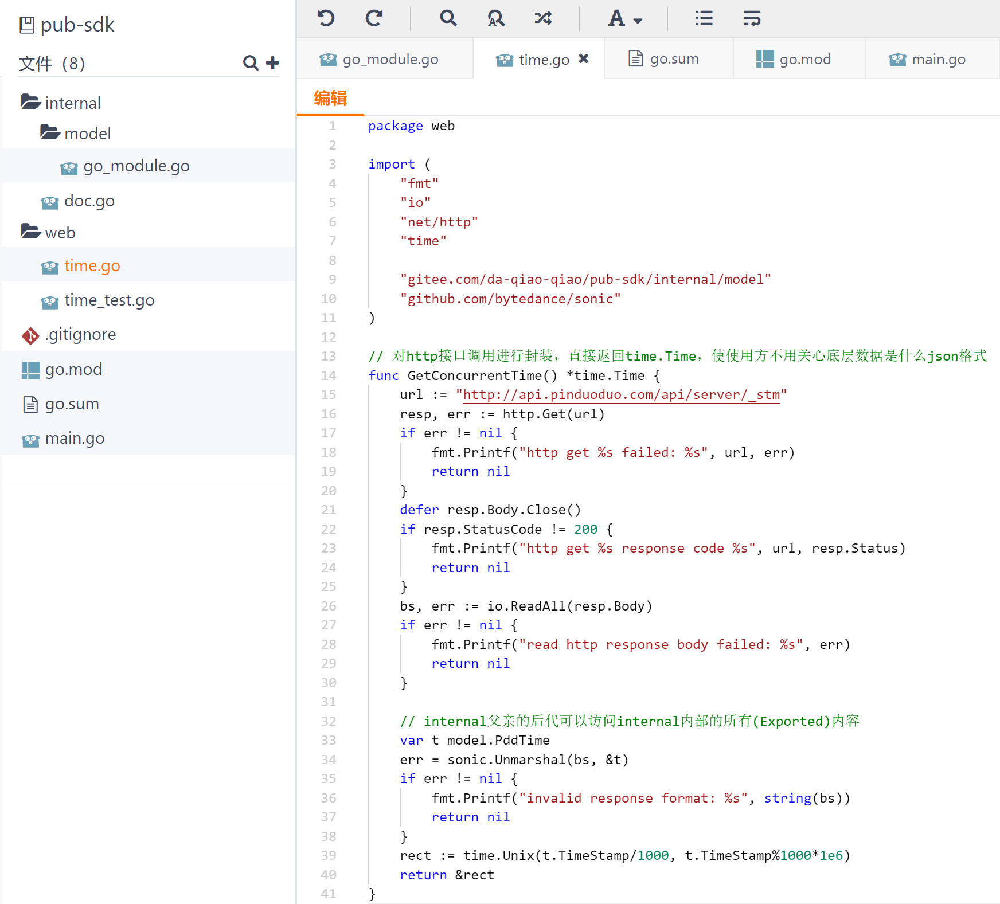 pub-sdk
文件（8）
internal
model
go_module.go
doc.go
web
time.go
time_test.go
.gitignore
go.mod
go.sum
main.go
A
go_module.go
time.go
go.sum
go.mod
main.go
编辑
1 package web
2
3 import (
4 "fmt"
5 "io"
6 "net/http"
7 "time"
8
9 "gitee.com/da-qiao-qiao/pub-sdk/internal/model"
10 "github.com/bytedance/sonic"
11 )
12
13 // 对http接口调用进行封装，直接返回time.Time，使使用方不用关心底层数据是什么json格式
14 func GetConcurrentTime() *time.Time {
15 url := "http://api.pinduoduo.com/api/server/_stm"
16 resp, err := http.Get(url)
17 if err != nil {
18 fmt.Printf("http get %s failed: %s", url, err)
19 return nil
20 }
21 defer resp.Body.Close()
22 if resp.StatusCode != 200 {
23 fmt.Printf("http get %s response code %s", url, resp.Status)
24 return nil
25 }
26 bs, err := io.ReadAll(resp.Body)
27 if err != nil {
28 fmt.Printf("read http response body failed: %s", err)
29 return nil
30 }
31
32 // internal父亲的后代可以访问internal内部的所有(Exported)内容
33 var t model.PddTime
34 err = sonic.Unmarshal(bs, &t)
35 if err != nil {
36 fmt.Printf("invalid response format: %s", string(bs))
37 return nil
38 }
39 rect := time.Unix(t.TimeStamp/1000, t.TimeStamp%1000*1e6)
40 return &rect
41 }